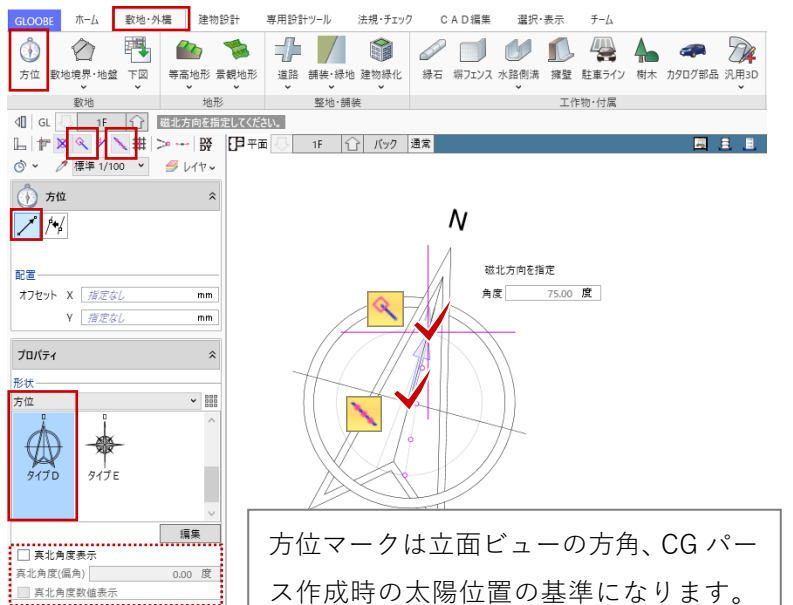 GLOOBE ホーム 敷地・外構 建物設計 専用設計ツール 法規・チェック CAD編集 選択・表示 チーム
方位 敷地境界・地盤 下図 等高地形 景観地形 道路 舗装・緑地 建物緑化 縁石 塀フェンス 水路側溝 擁壁 駐車ライン 樹木 カタログ部品 汎用3D
敷地 地形 整地・舗装 工作物・付属
GL 1F 磁北方向を指定してください。
平面 1F バック 通常
標準 1/100 レイヤ
方位
N
磁北方向を指定
角度 75.00 度
配置
オフセット X 指定なし mm
Y 指定なし mm
プロパティ
形状
方位
タイプD タイプE
編集
真北角度表示
真北角度(偏角) 0.00 度
真北角度数値表示
方位マークは立面ビューの方角、CG パー
ス作成時の太陽位置の基準になります。